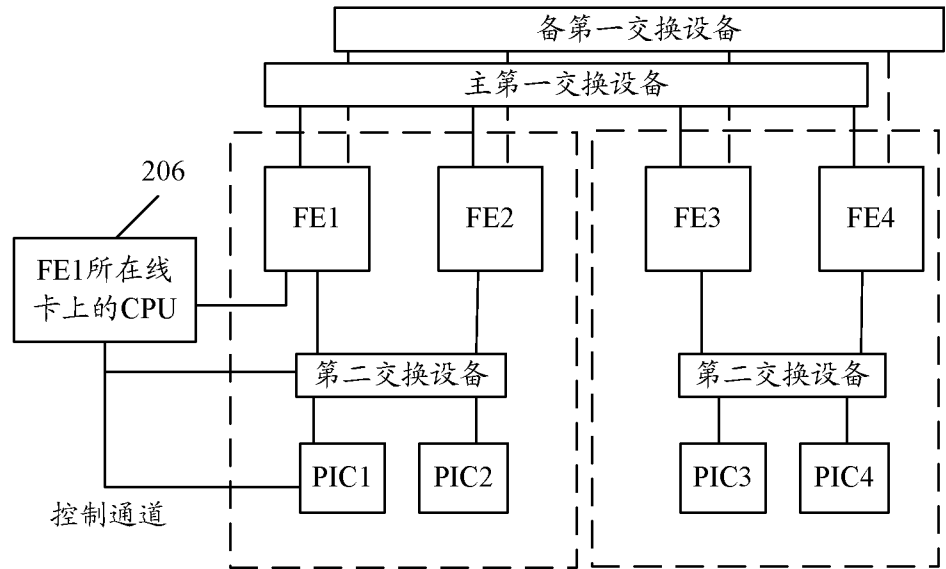 备第一交换设备
主第一交换设备
206
FE1
FE2
FE3
FE4
FE1所在线
卡上的CPU
第二交换设备
第二交换设备
PIC1
PIC2
PIC3
PIC4
控制通道